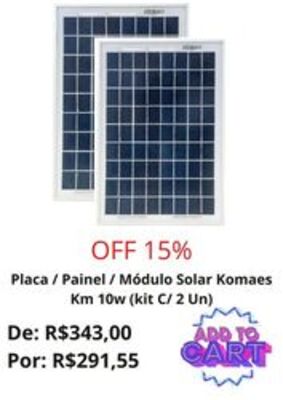 OFF 15%
Placa / Painel / Módulo Solar Komaes
Km 10w (kit C/ 2 Un)
De: R$343,00
Por: R$291,55
ADD TO
CART